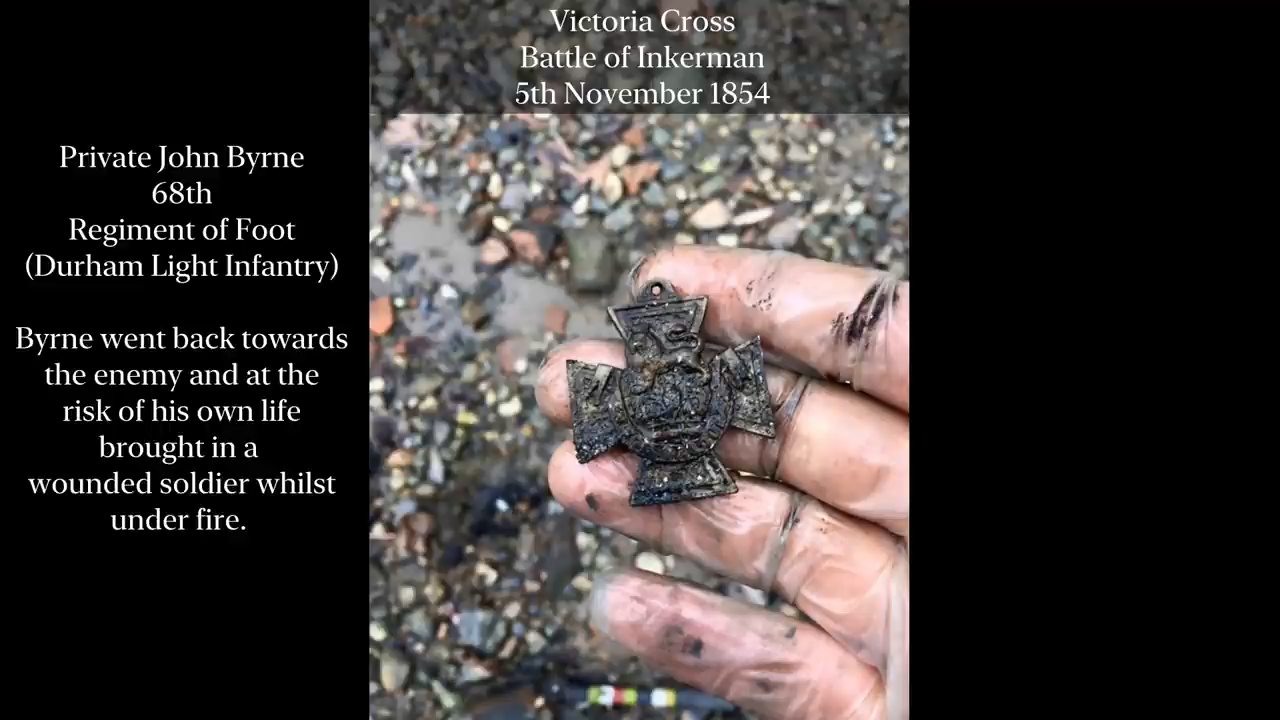 Victoria Cross
Battle of Inkerman
5th November 1854
Private John Byrne
68th
Regiment of Foot
(Durham Light Infantry)
Byrne went back towards
the enemy and at the
risk of his own life
brought in a
wounded soldier whilst
under fire.